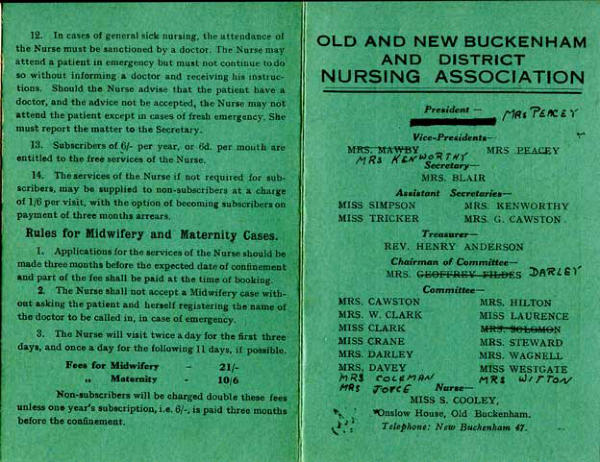 12. In cases of general sick nursing, the attendance of
the Nurse must be sanctioned by a doctor. The Nurse may
attend a patient in emergency but must not continue to do
so without informing a doctor and receiving his instruc-
tions. Should the Nurse advise that the patient have a
doctor, and the advice not be accepted, the Nurse may not
attend the patient except in cases of fresh emergency. She
must report the matter to the Secretary.
13. Subscribers of 6/- per year, or 6d. per month are
entitled to the free services of the Nurse.
14. The services of the Nurse if not required for sub-
scribers, may be supplied to non-subscribers at a charge
of 1/6 per visit, with the option of becoming subscribers on
payment of three months arrears.
Rules for Midwifery and Maternity Cases.
1. Applications for the services of the Nurse should be
made three months before the expected date of confinement
and part of the fee shall be paid at the time of booking.
2. The Nurse shall not accept a Midwifery case with-
out asking the patient and herself registering the name of
the doctor to be called in, in case of emergency.
3. The Nurse will visit twice a day for the first three
days, and once a day for the following 11 days, if possible.
Fees for Midwifery - 21/-
„ Maternity - 10/6
Non-subscribers will be charged double these fees
unless one year's subscription, i.e. 6/-, is paid three months
before the confinement.
OLD AND NEW BUCKENHAM
AND DISTRICT
NURSING ASSOCIATION
President—
MRS PEACEY
Vice-Presidents—
MRS. MAWBY MRS PEACEY
MRS KENWORTHY
Secretary—
MRS. BLAIR
Assistant Secretaries—
MISS SIMPSON MRS. KENWORTHY
MISS TRICKER MRS. G. CAWSTON
Treasurer—
REV. HENRY ANDERSON
Chairman of Committee—
MRS. GEOFFREY FILDES DARLEY
Committee—
MRS. CAWSTON MRS. HILTON
MRS. W. CLARK MISS LAURENCE
MISS CLARK MRS. SOLOMON
MISS CRANE MRS. STEWARD
MRS. DARLEY MRS. WAGNELL
MRS. DAVEY MISS WESTGATE
MRS COLEMAN MRS WITTON
MRS JOYCE Nurse—
MISS S. COOLEY,
Onslow House, Old Buckenham.
Telephone: New Buckenham 47.